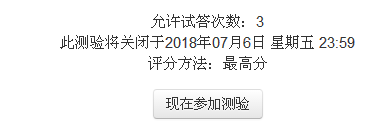 允许试答次数：3
此测验将关闭于2018年07月6日 星期五 23:59
评分方法：最高分
现在参加测验